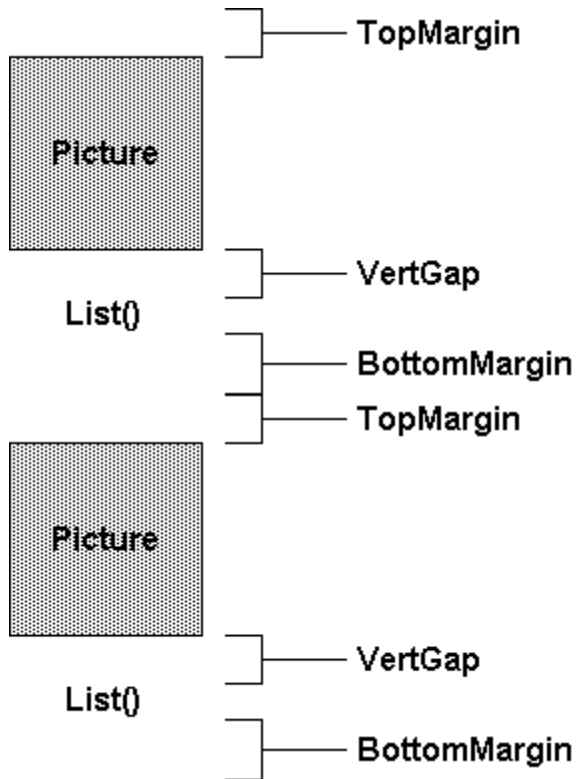 TopMargin
Picture
VertGap
List()
BottomMargin
TopMargin
Picture
VertGap
List()
BottomMargin